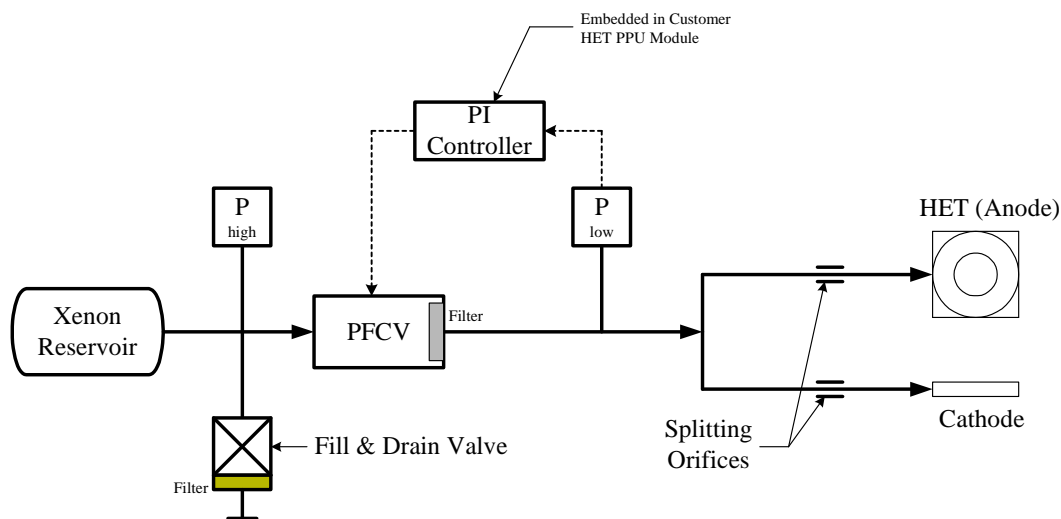 Embedded in Customer
HET PPU Module
PI
Controller
P
high
P
low
HET (Anode)
Xenon
Reservoir
PFCV
Filter
Fill & Drain Valve
Filter
Splitting
Orifices
Cathode